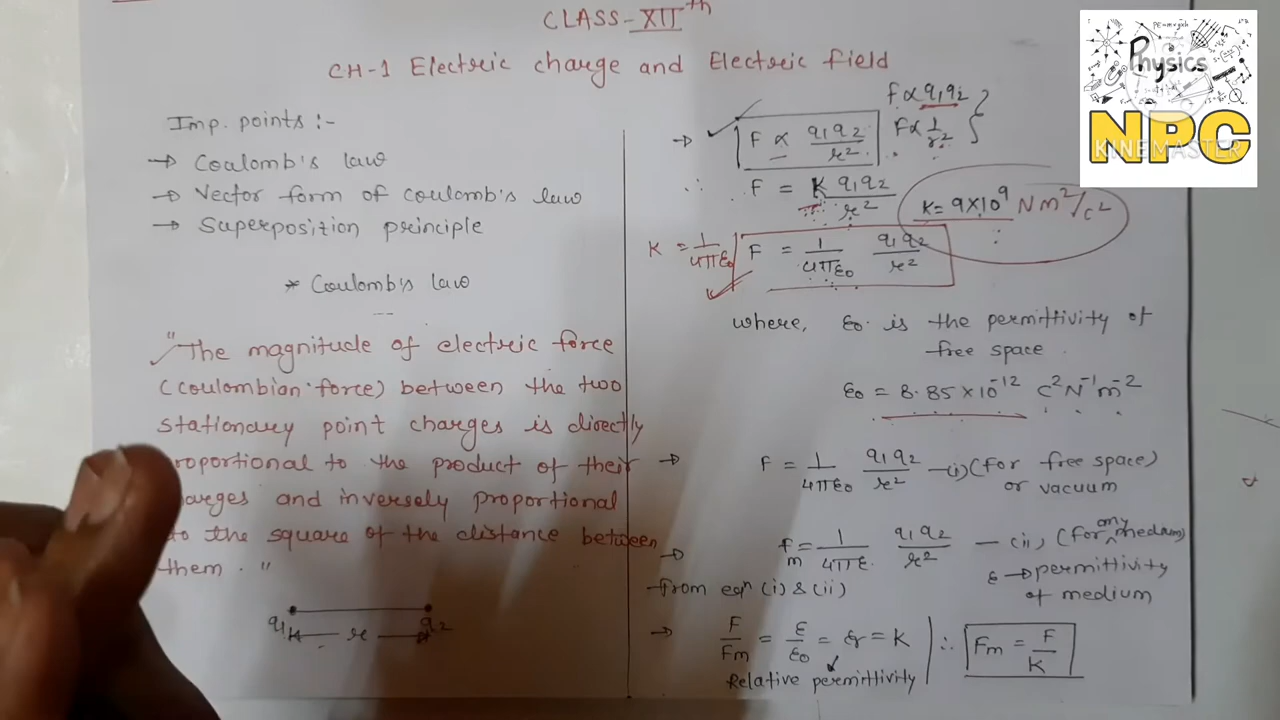 CLASS-XIIth
CH-1 Electric charge and Electric field
Imp. points :-
→ Coulomb's law
→ Vector form of coulomb's law
→ Superposition principle
* Coulomb's law
"The magnitude of electric force
(coulombian force) between the two
stationary point charges is directly
roportional to the product of their
harges and inversely proportional
to the square of the distance between
them."
q1 q2
r
F ∝ q1q2
→ F ∝ q1q2/r² F ∝ 1/r²
∴ F = K q1q2/r² K = 9×10⁹ Nm²/c²
K = 1/4πε0 F = 1/4πε0 q1q2/r²
where, ε0 is the permittivity of
free space
ε0 = 8.85×10⁻¹² C²N⁻¹m⁻²
→ F = 1/4πε0 q1q2/r² —(i) (for free space)
or vacuum
→ Fm = 1/4πε q1q2/r² —(ii) (for any medum)
ε → permittivity
of medium
from eqn (i) & (ii)
→ F/Fm = ε/ε0 = εr = K ∴ Fm = F/K
Relative permittivity
Physics
NPC
KINEMASTER